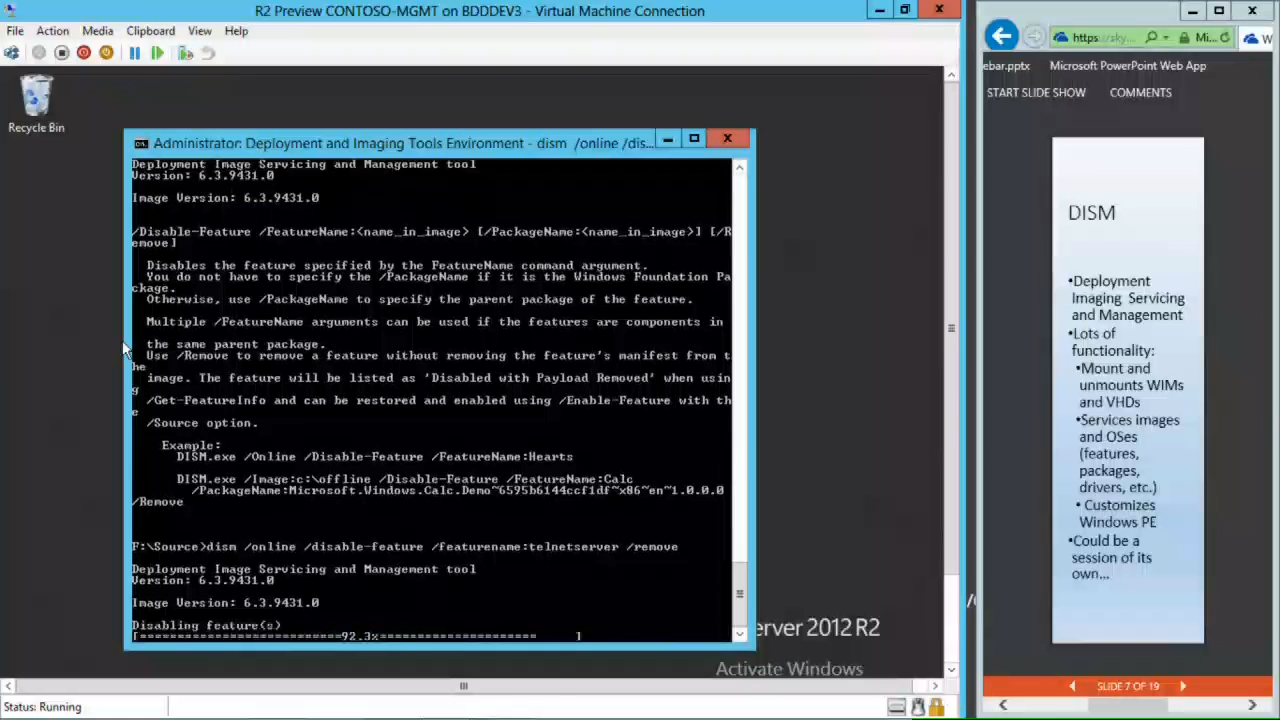 R2 Preview CONTOSO-MGMT on BDDDEV3 - Virtual Machine Connection
File Action Media Clipboard View Help
Recycle Bin
Administrator: Deployment and Imaging Tools Environment - dism /online /dis...
Deployment Image Servicing and Management tool
Version: 6.3.9431.0
Image Version: 6.3.9431.0
/Disable-Feature /FeatureName:<name_in_image> [/PackageName:<name_in_image>] [/R
emove]
Disables the feature specified by the FeatureName command argument.
You do not have to specify the /PackageName if it is the Windows Foundation Pa
ckage.
Otherwise, use /PackageName to specify the parent package of the feature.
Multiple /FeatureName arguments can be used if the features are components in
the same parent package.
Use /Remove to remove a feature without removing the feature's manifest from t
he
image. The feature will be listed as 'Disabled with Payload Removed' when usin
g
/Get-FeatureInfo and can be restored and enabled using /Enable-Feature with th
e
/Source option.
Example:
DISM.exe /Online /Disable-Feature /FeatureName:Hearts
DISM.exe /Image:c:\offline /Disable-Feature /FeatureName:Calc
/PackageName:Microsoft.Windows.Calc.Demo~6595b6144ccf1df~x86~en~1.0.0.0
/Remove
F:\Source>dism /online /disable-feature /featurename:telnetserver /remove
Deployment Image Servicing and Management tool
Version: 6.3.9431.0
Image Version: 6.3.9431.0
Disabling feature(s)
[===========================92.3%====================== ]
erver 2012 R2
Activate Windows
Status: Running
https://sky
Mi...
W
ebar.pptx Microsoft PowerPoint Web App
START SLIDE SHOW COMMENTS
DISM
•Deployment
Imaging Servicing
and Management
•Lots of
functionality:
•Mount and
unmounts WIMs
and VHDs
•Services images
and OSes
(features,
packages,
drivers, etc.)
•Customizes
Windows PE
•Could be a
session of its
own...
SLIDE 7 OF 19